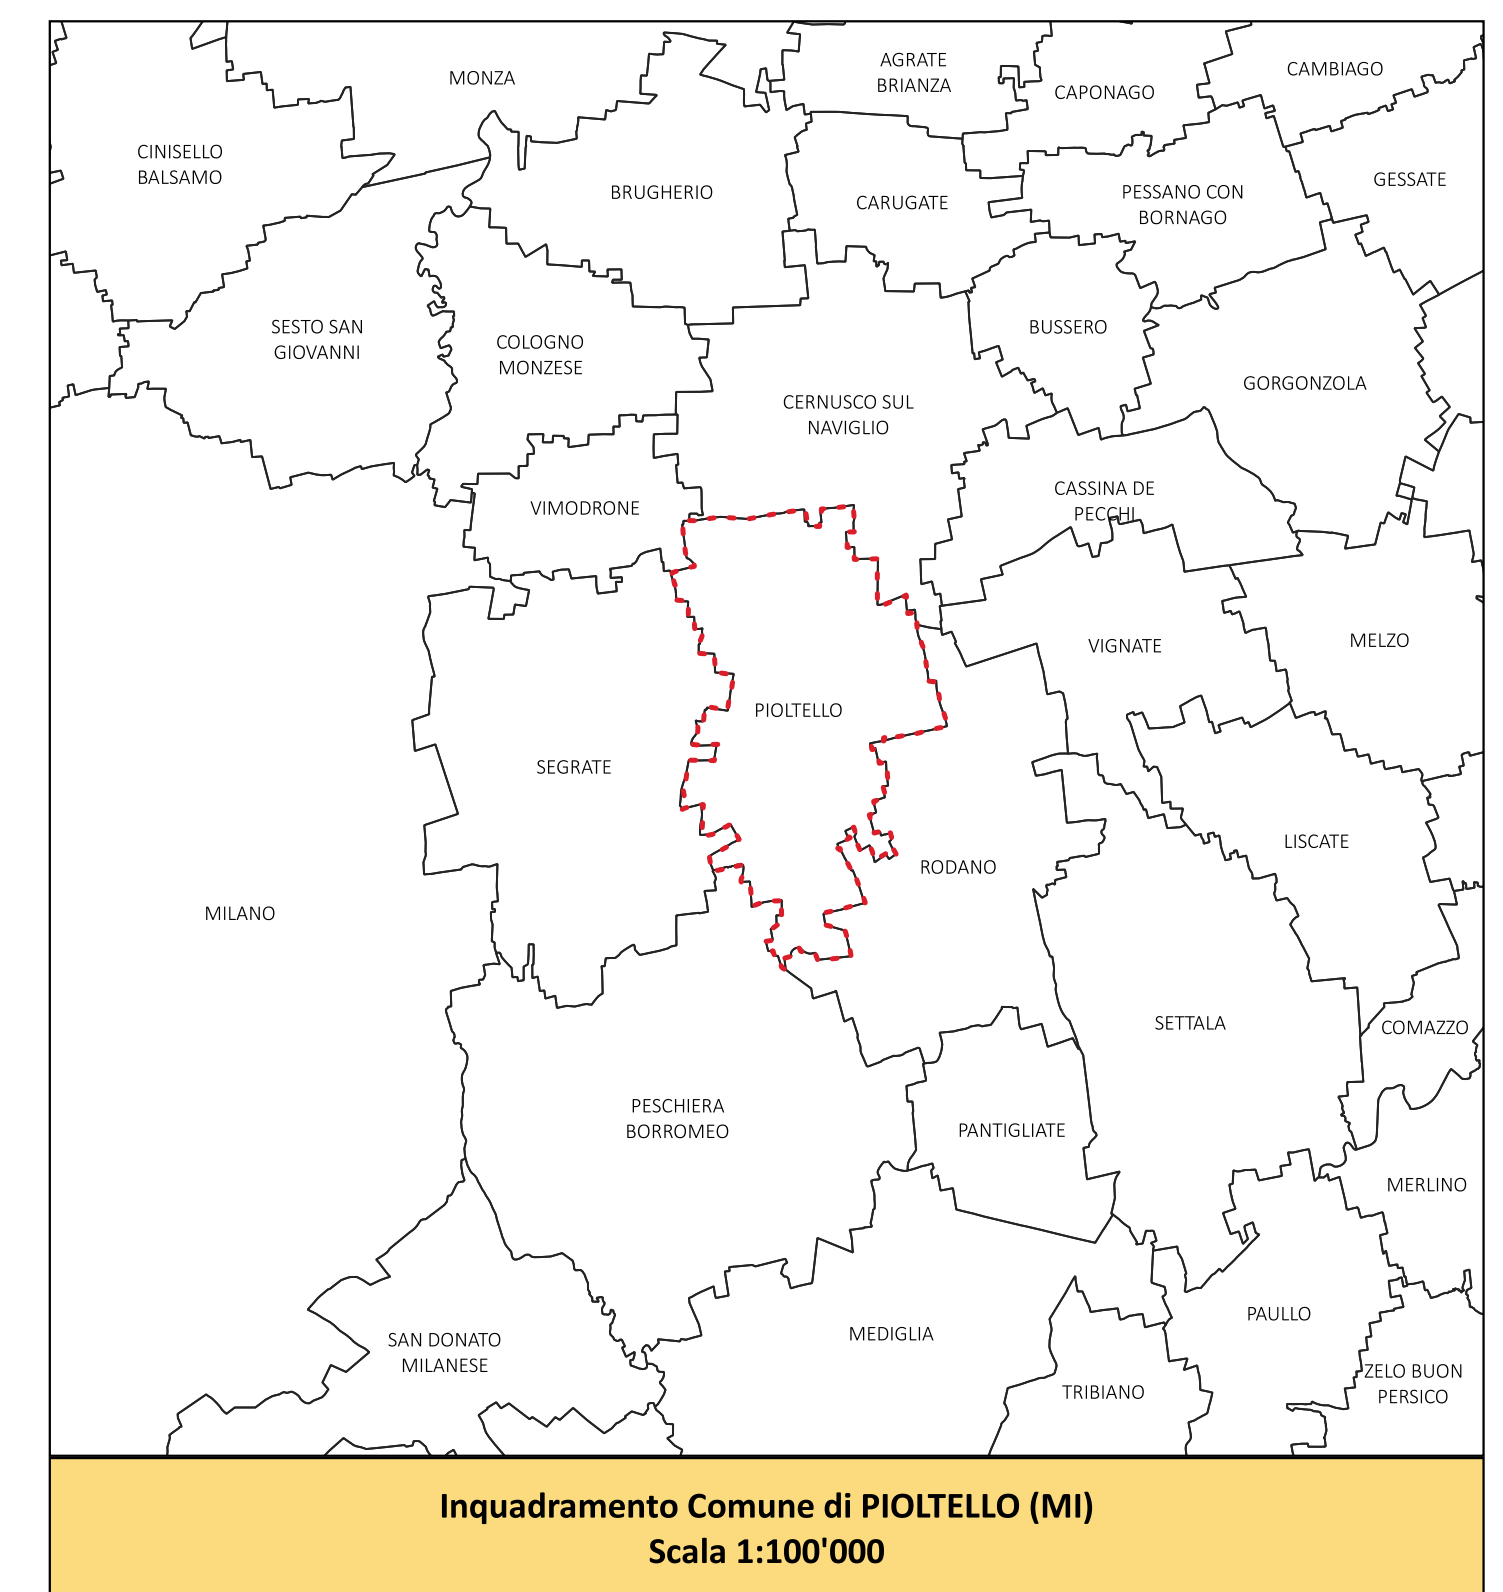 MONZA
AGRATE
BRIANZA
CAPONAGO
CAMBIAGO
CINISELLO
BALSAMO
BRUGHERIO
CARUGATE
PESSANO CON
BORNAGO
GESSATE
SESTO SAN
GIOVANNI
COLOGNO
MONZESE
BUSSERO
GORGONZOLA
CERNUSCO SUL
NAVIGLIO
VIMODRONE
CASSINA DE
PECCHI
VIGNATE
MELZO
PIOLTELLO
SEGRATE
RODANO
LISCATE
MILANO
SETTALA
COMAZZO
PESCHIERA
BORROMEO
PANTIGLIATE
MERLINO
SAN DONATO
MILANESE
MEDIGLIA
PAULLO
TRIBIANO
ZELO BUON
PERSICO
Inquadramento Comune di PIOLTELLO (MI)
Scala 1:100'000